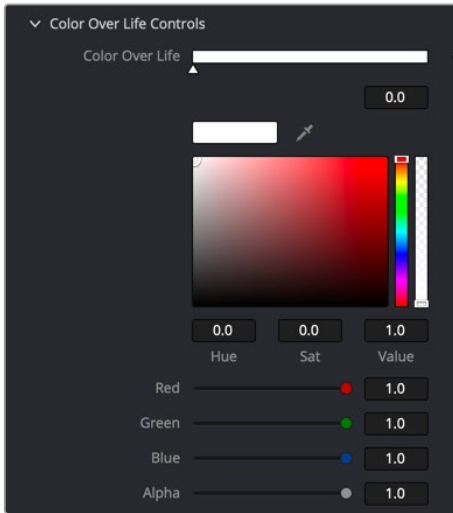 Color Over Life Controls
Color Over Life
0.0
0.0 0.0 1.0
Hue Sat Value
Red 1.0
Green 1.0
Blue 1.0
Alpha 1.0